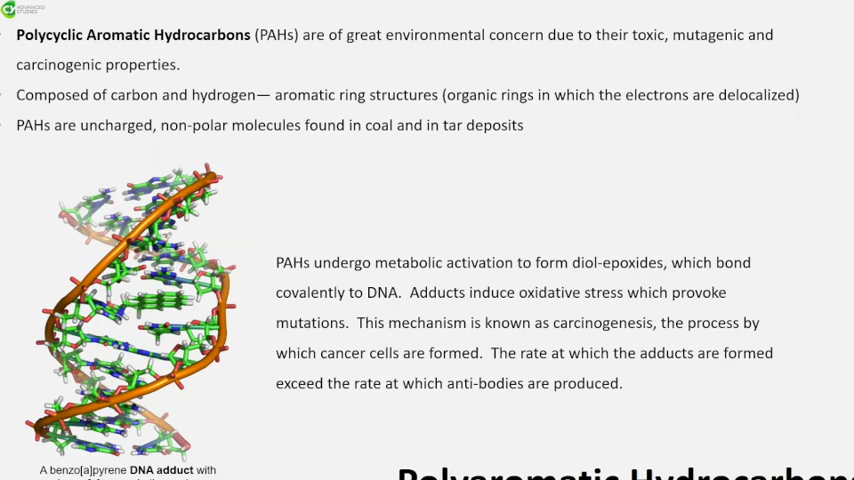 ADVANCED
STUDIES
Polycyclic Aromatic Hydrocarbons (PAHs) are of great environmental concern due to their toxic, mutagenic and
carcinogenic properties.
Composed of carbon and hydrogen— aromatic ring structures (organic rings in which the electrons are delocalized)
PAHs are uncharged, non-polar molecules found in coal and in tar deposits
PAHs undergo metabolic activation to form diol-epoxides, which bond
covalently to DNA. Adducts induce oxidative stress which provoke
mutations. This mechanism is known as carcinogenesis, the process by
which cancer cells are formed. The rate at which the adducts are formed
exceed the rate at which anti-bodies are produced.
A benzo[a]pyrene DNA adduct with